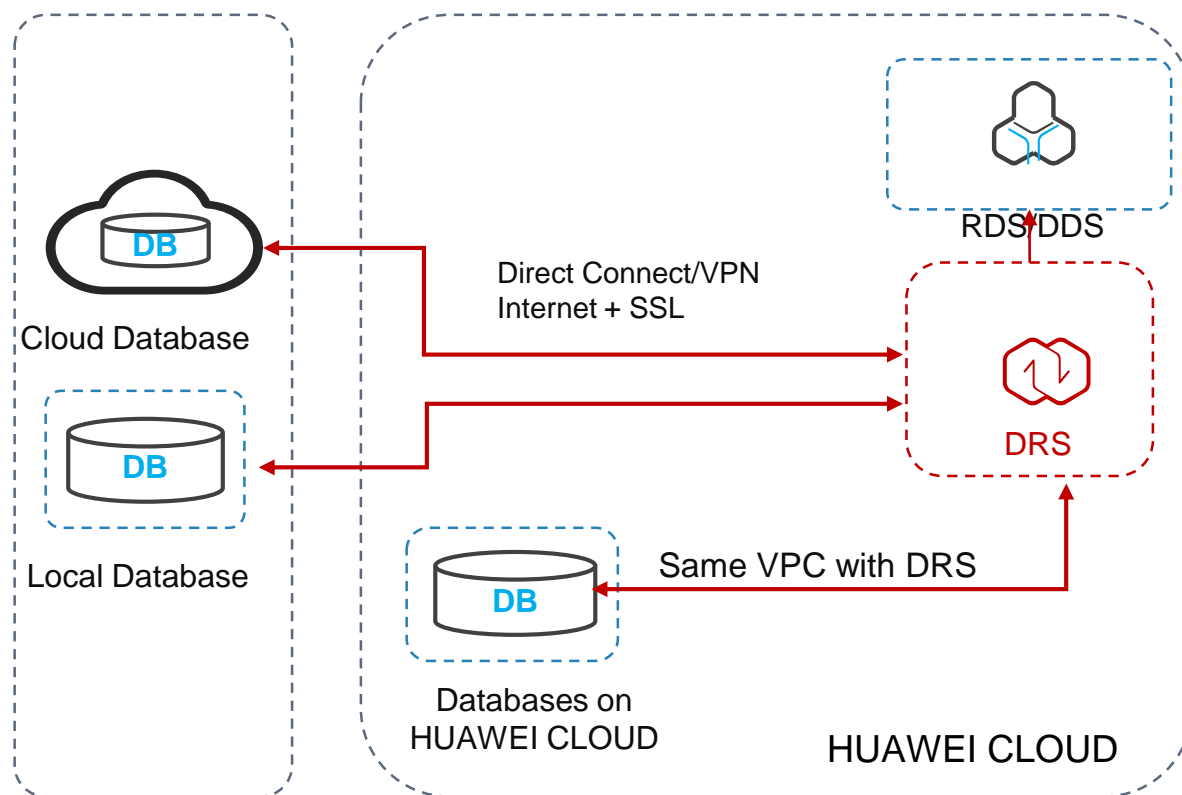 RDS/DDS
DB
Cloud Database
Direct Connect/VPN
Internet + SSL
DRS
DB
Local Database
Same VPC with DRS
DB
Databases on
HUAWEI CLOUD
HUAWEI CLOUD